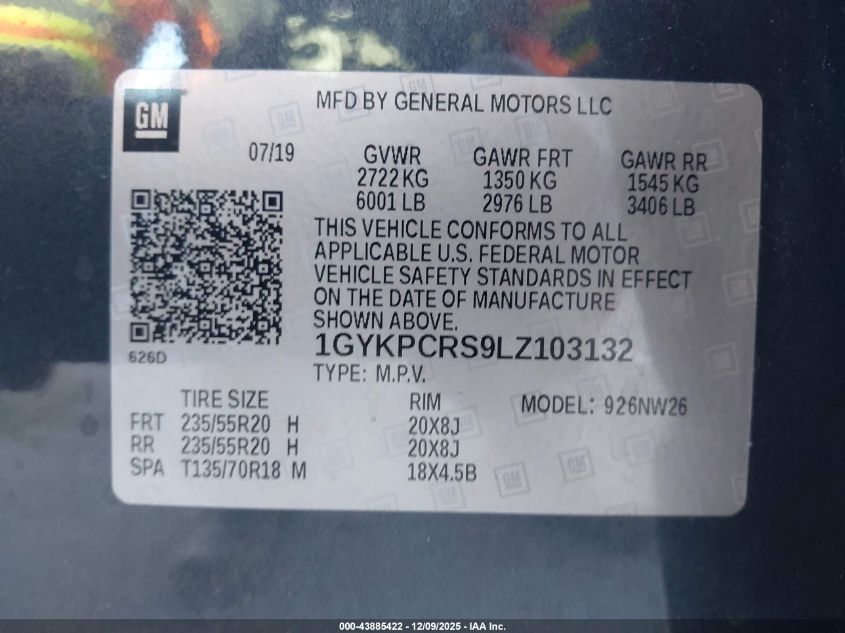 GM
MFD BY GENERAL MOTORS LLC
07/19
GVWR GAWR FRT GAWR RR
2722 KG 1350 KG 1545 KG
6001 LB 2976 LB 3406 LB
THIS VEHICLE CONFORMS TO ALL
APPLICABLE U.S. FEDERAL MOTOR
VEHICLE SAFETY STANDARDS IN EFFECT
ON THE DATE OF MANUFACTURE
SHOWN ABOVE.
626D
1GYKPCRS9LZ103132
TYPE: M.P.V.
TIRE SIZE RIM MODEL: 926NW26
FRT 235/55R20 H 20X8J
RR 235/55R20 H 20X8J
SPA T135/70R18 M 18X4.5B
000-43885422 - 12/09/2025 - IAA Inc.